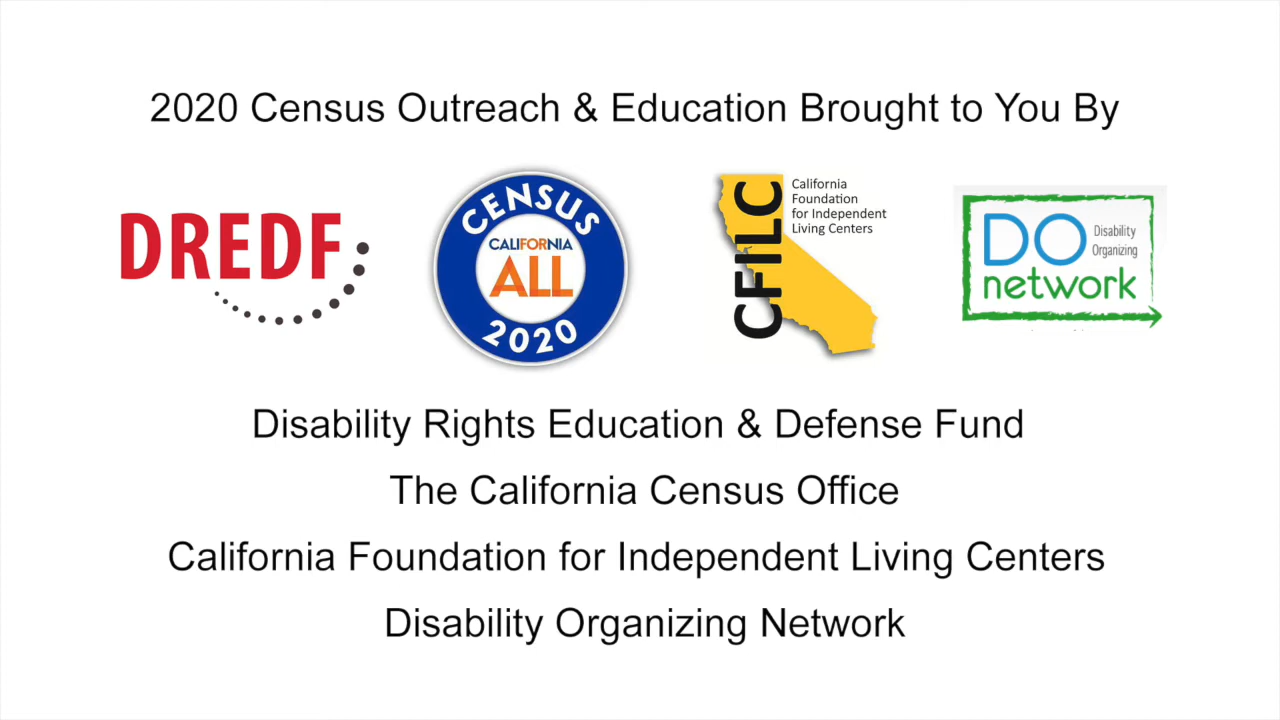 2020 Census Outreach & Education Brought to You By
DREDF
CENSUS
CALIFORNIA
ALL
2020
CFILC
California
Foundation
for Independent
Living Centers
DO
Disability
Organizing
network
Disability Rights Education & Defense Fund
The California Census Office
California Foundation for Independent Living Centers
Disability Organizing Network